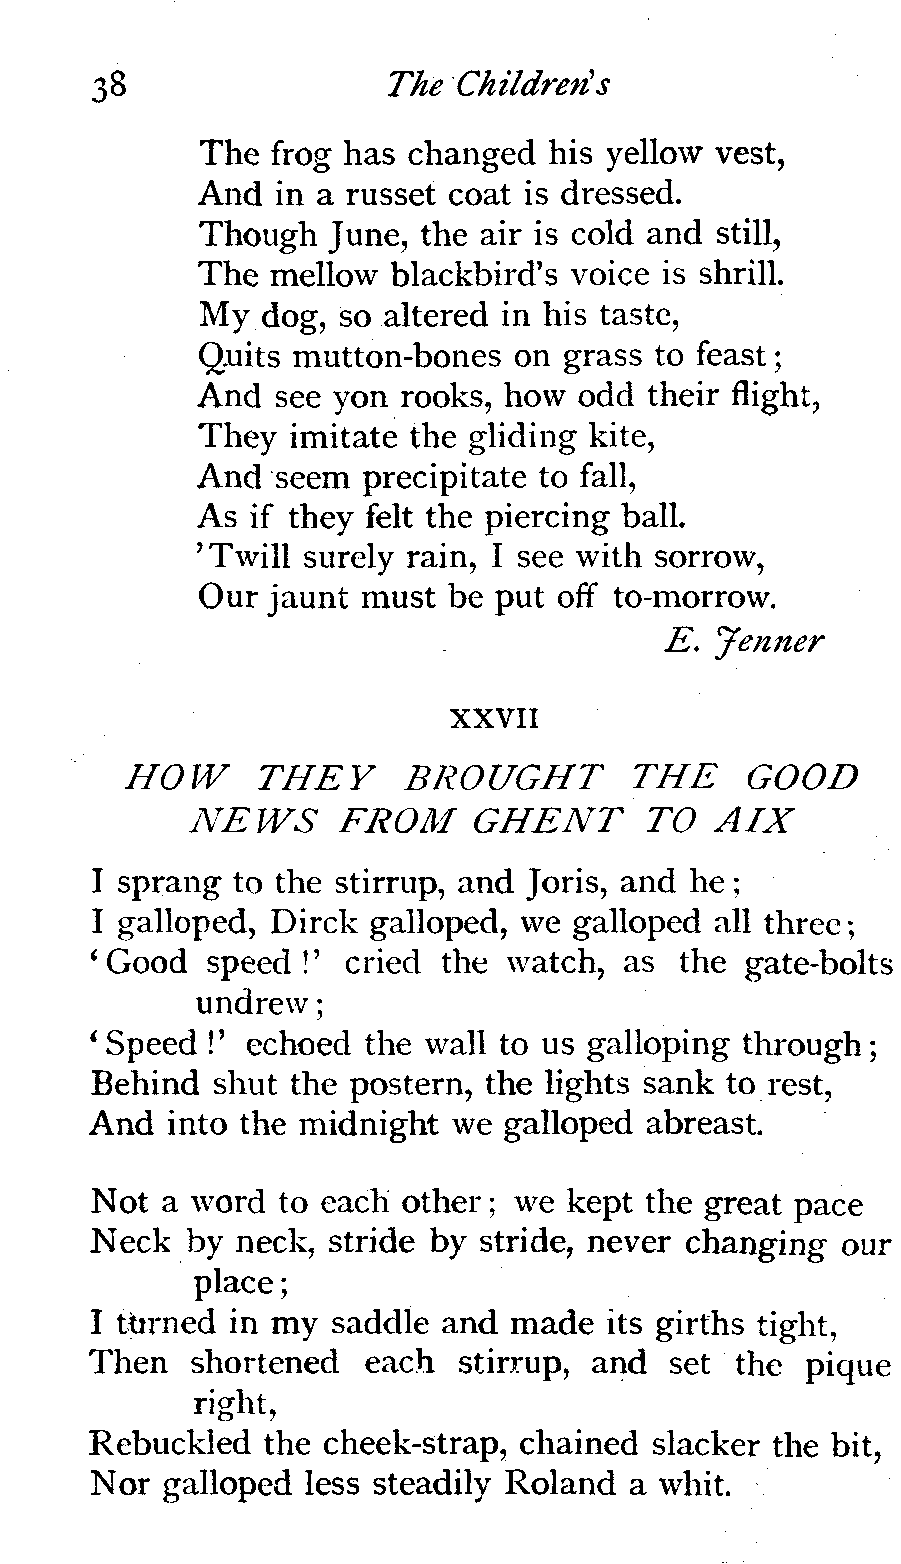 38 The Children's
The frog has changed his yellow vest,
And in a russet coat is dressed.
Though June, the air is cold and still,
The mellow blackbird's voice is shrill.
My dog, so altered in his taste,
Quits mutton-bones on grass to feast;
And see yon rooks, how odd their flight,
They imitate the gliding kite,
And seem precipitate to fall,
As if they felt the piercing ball.
'Twill surely rain, I see with sorrow,
Our jaunt must be put off to-morrow.
E. Jenner
XXVII
HOW THEY BROUGHT THE GOOD
NEWS FROM GHENT TO AIX
I sprang to the stirrup, and Joris, and he;
I galloped, Dirck galloped, we galloped all three;
'Good speed!' cried the watch, as the gate-bolts
undrew;
'Speed!' echoed the wall to us galloping through;
Behind shut the postern, the lights sank to rest,
And into the midnight we galloped abreast.
Not a word to each other; we kept the great pace
Neck by neck, stride by stride, never changing our
place;
I turned in my saddle and made its girths tight,
Then shortened each stirrup, and set the pique
right,
Rebuckled the cheek-strap, chained slacker the bit,
Nor galloped less steadily Roland a whit.